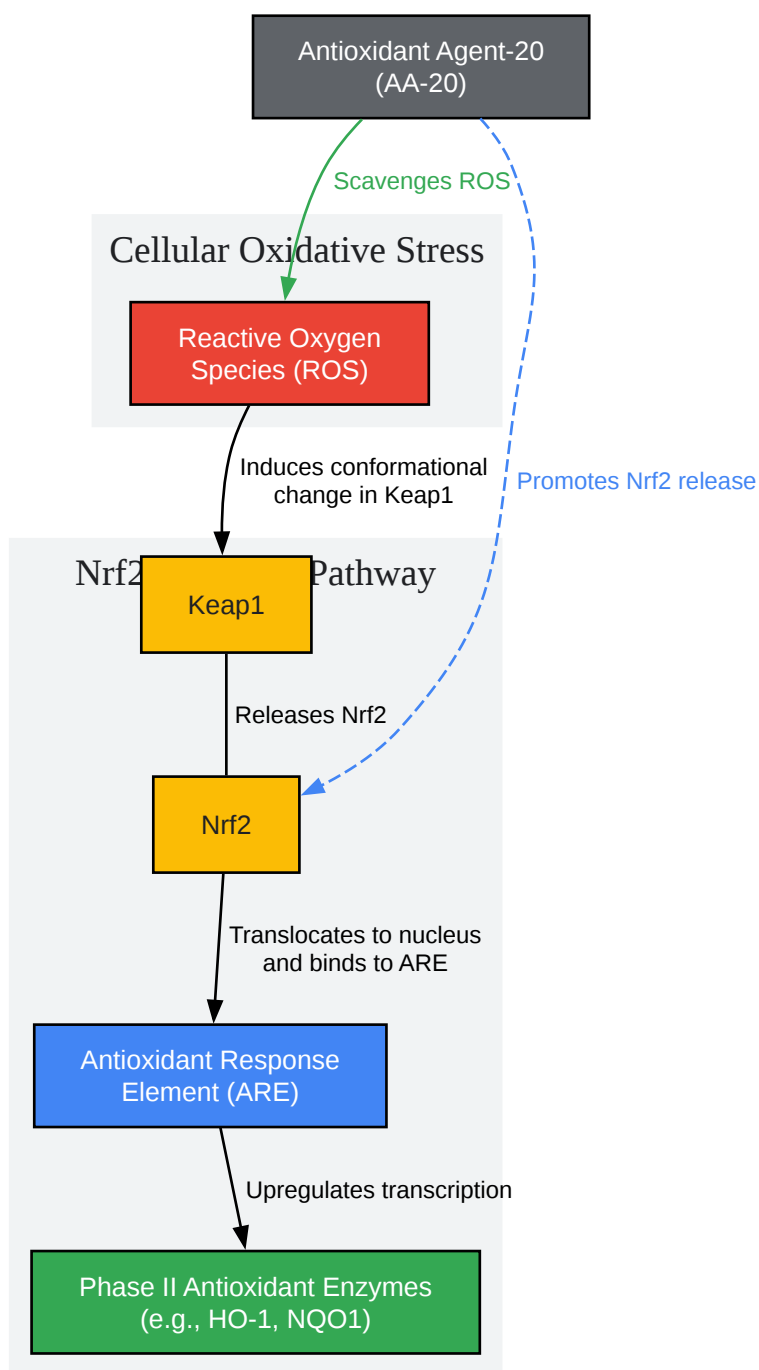 Antioxidant Agent-20
(AA-20)
Scavenges ROS
Cellular Oxidative Stress
Reactive Oxygen
Species (ROS)
Induces conformational
change in Keap1
Promotes Nrf2 release
Nrf2 Pathway
Keap1
Releases Nrf2
Nrf2
Translocates to nucleus
and binds to ARE
Antioxidant Response
Element (ARE)
Upregulates transcription
Phase II Antioxidant Enzymes
(e.g., HO-1, NQO1)